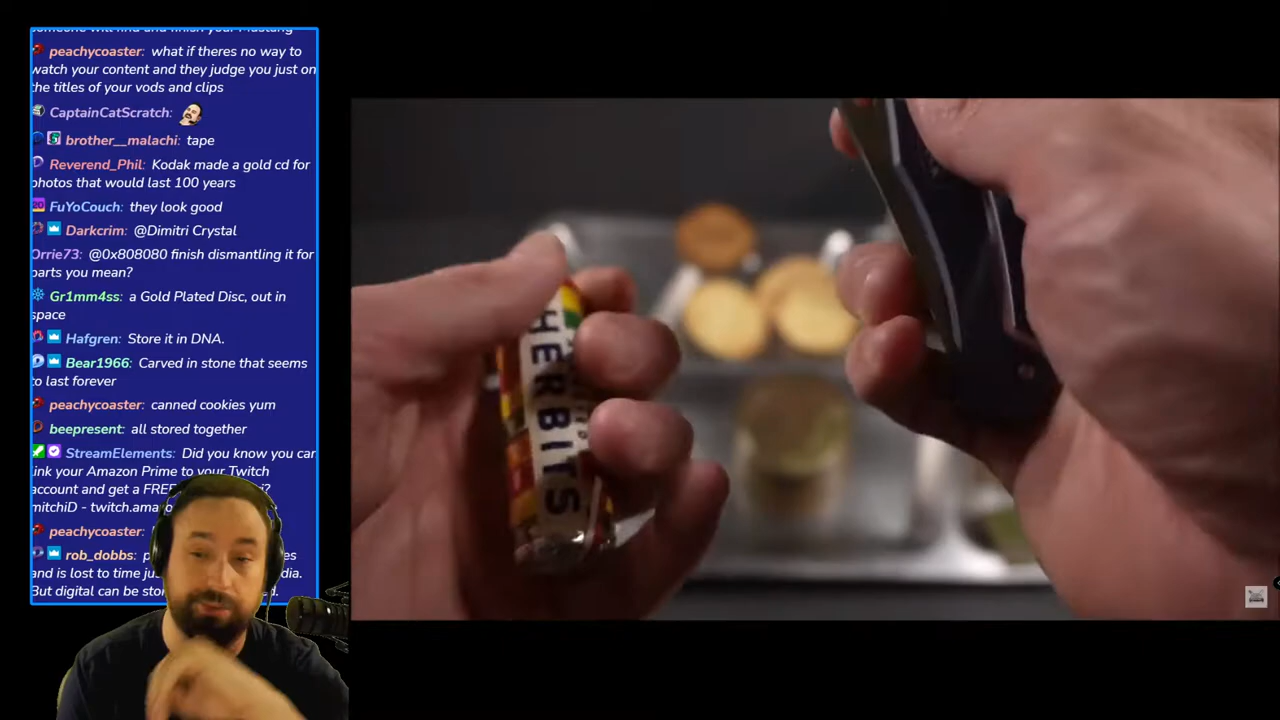 peachycoaster: what if theres no way to
watch your content and they judge you just on
the titles of your vods and clips
CaptainCatScratch:
brother__malachi: tape
Reverend_Phil: Kodak made a gold cd for
photos that would last 100 years
FuYoCouch: they look good
Darkcrim: @Dimitri Crystal
Orrie73: @0x808080 finish dismantling it for
parts you mean?
Gr1mm4ss: a Gold Plated Disc, out in
space
Hafgren: Store it in DNA.
Bear1966: Carved in stone that seems
to last forever
peachycoaster: canned cookies yum
beepresent: all stored together
StreamElements: Did you know you can
link your Amazon Prime to your Twitch
account and get a FREE
mitchiD - twitch.amaz
peachycoaster:
rob_dobbs:
and is lost to time
But digital can be
HERBITS